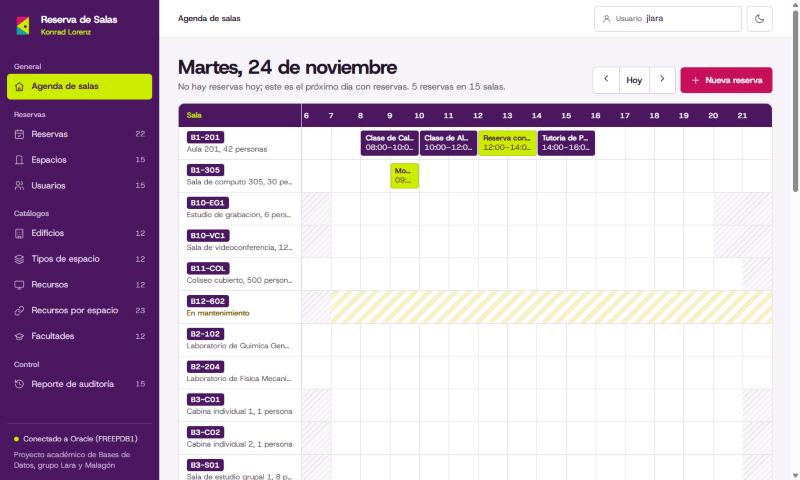 Reserva de Salas
Konrad Lorenz
General
Agenda de salas
Reservas
Reservas 22
Espacios 15
Usuarios 15
Catálogos
Edificios 12
Tipos de espacio 12
Recursos 12
Recursos por espacio 23
Facultades 12
Control
Reporte de auditoría 15
Conectado a Oracle (FREEPDB1)
Proyecto académico de Bases de
Datos, grupo Lara y Malagón
Agenda de salas
Usuario jlara
Martes, 24 de noviembre
No hay reservas hoy; este es el próximo día con reservas. 5 reservas en 15 salas.
Hoy
Nueva reserva
Sala 6 7 8 9 10 11 12 13 14 15 16 17 18 19 20 21
B1-201
Aula 201, 42 personas
Clase de Cal...
08:00–10:0...
Clase de Al...
10:00–12:0...
Reserva con...
12:00–14:0...
Tutoria de P...
14:00–16:0...
B1-305
Sala de computo 305, 30 pe...
Mo...
09:...
B10-EG1
Estudio de grabacion, 6 pers...
B10-VC1
Sala de videoconferencia, 12...
B11-COL
Coliseo cubierto, 500 person...
B12-602
En mantenimiento
B2-102
Laboratorio de Quimica Gen...
B2-204
Laboratorio de Fisica Mecani...
B3-C01
Cabina individual 1, 1 persona
B3-C02
Cabina individual 2, 1 persona
B3-S01
Sala de estudio grupal 1, 8 p...